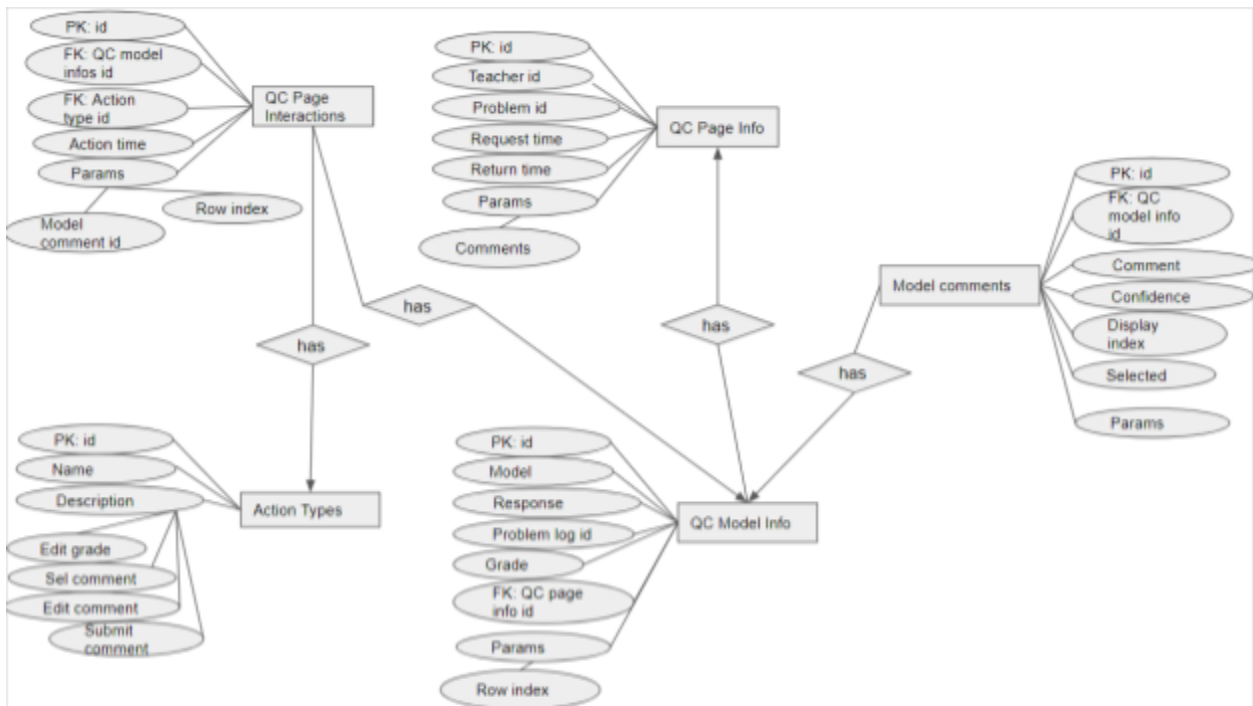 PK: id
FK: QC model
infos id
FK: Action
type id
Action time
Params
Row index
Model
comment id
QC Page
Interactions
PK: id
Teacher id
Problem id
Request time
Return time
Params
Comments
QC Page Info
PK: id
FK: QC
model info
id
Comment
Confidence
Display
index
Selected
Params
Model comments
has
has
has
has
PK: id
Name
Description
Edit grade
Sel comment
Edit comment
Submit
comment
Action Types
PK: id
Model
Response
Problem log id
Grade
FK: QC page
info id
Params
Row index
QC Model Info